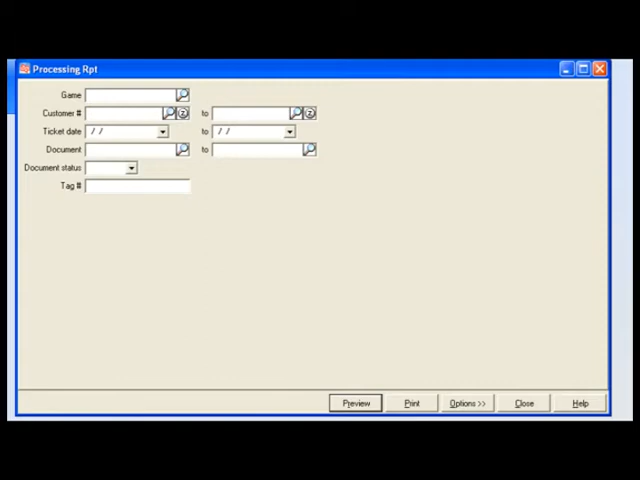 Processing Rpt
Game
Customer # to
Ticket date / / to / /
Document to
Document status
Tag #
Preview Print Options >> Close Help